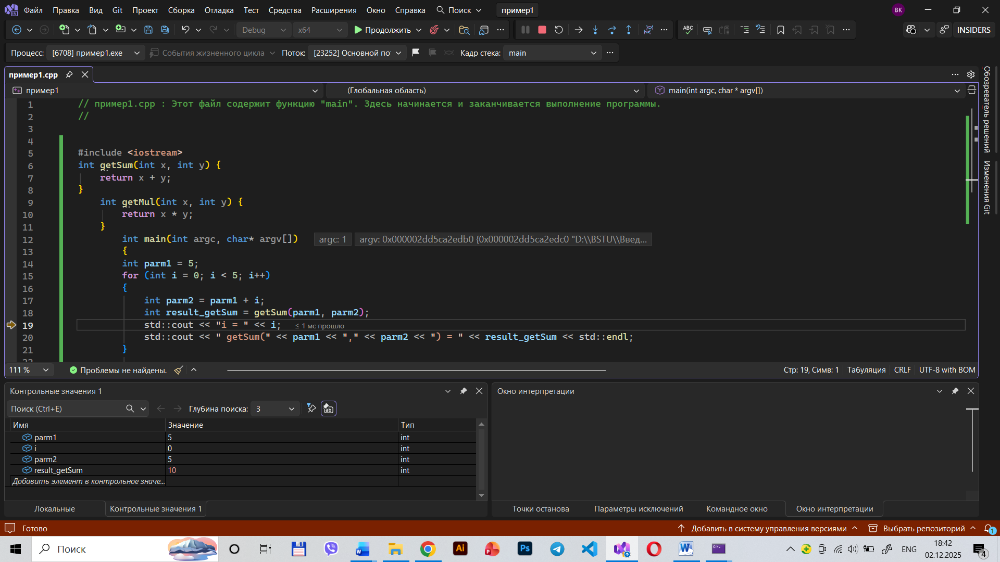 Файл Правка Вид Git Проект Сборка Отладка Тест Средства Расширения Окно Справка Поиск пример1 BK
Debug x64 Продолжить ABC INSIDERS
Процесс: [6708] пример1.exe События жизненного цикла Поток: [23252] Основной по Кадр стека: main
пример1.cpp
пример1 (Глобальная область) main(int argc, char * argv[])
1 // пример1.cpp : Этот файл содержит функцию "main". Здесь начинается и заканчивается выполнение программы.
2 //
3
4
5 #include <iostream>
6 int getSum(int x, int y) {
7 return x + y;
8 }
9 int getMul(int x, int y) {
10 return x * y;
11 }
12 int main(int argc, char* argv[]) argc: 1 argv: 0x000002dd5ca2edb0 {0x000002dd5ca2edc0 "D:\\BSTU\\Введ...
13 {
14 int parm1 = 5;
15 for (int i = 0; i < 5; i++)
16 {
17 int parm2 = parm1 + i;
18 int result_getSum = getSum(parm1, parm2);
19 std::cout << "i = " << i; ≤ 1 мс прошло
20 std::cout << " getSum(" << parm1 << "," << parm2 << ") = " << result_getSum << std::endl;
21 }
22
111 % Проблемы не найдены. Стр: 19, Симв: 1 Табуляция CRLF UTF-8 with BOM
Обозреватель решений
Изменения Git
Контрольные значения 1
Поиск (Ctrl+E) Глубина поиска: 3
Имя Значение Тип
parm1 5 int
i 0 int
parm2 5 int
result_getSum 10 int
Добавить элемент в контрольное значе...
Локальные Контрольные значения 1
Окно интерпретации
Точки останова Параметры исключений Командное окно Окно интерпретации
Готово Добавить в систему управления версиями Выбрать репозиторий 1
Поиск Ai Ps ENG 18:42
02.12.2025 4